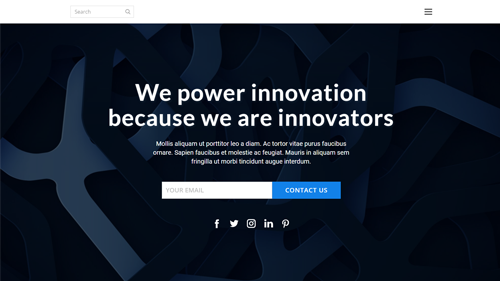 Search
We power innovation
because we are innovators
Mollis aliquam ut porttitor leo a diam. Ac tortor vitae purus faucibus
ornare. Sapien faucibus et molestie ac feugiat. Mauris in aliquam sem
fringilla ut morbi tincidunt augue interdum.
YOUR EMAIL
CONTACT US